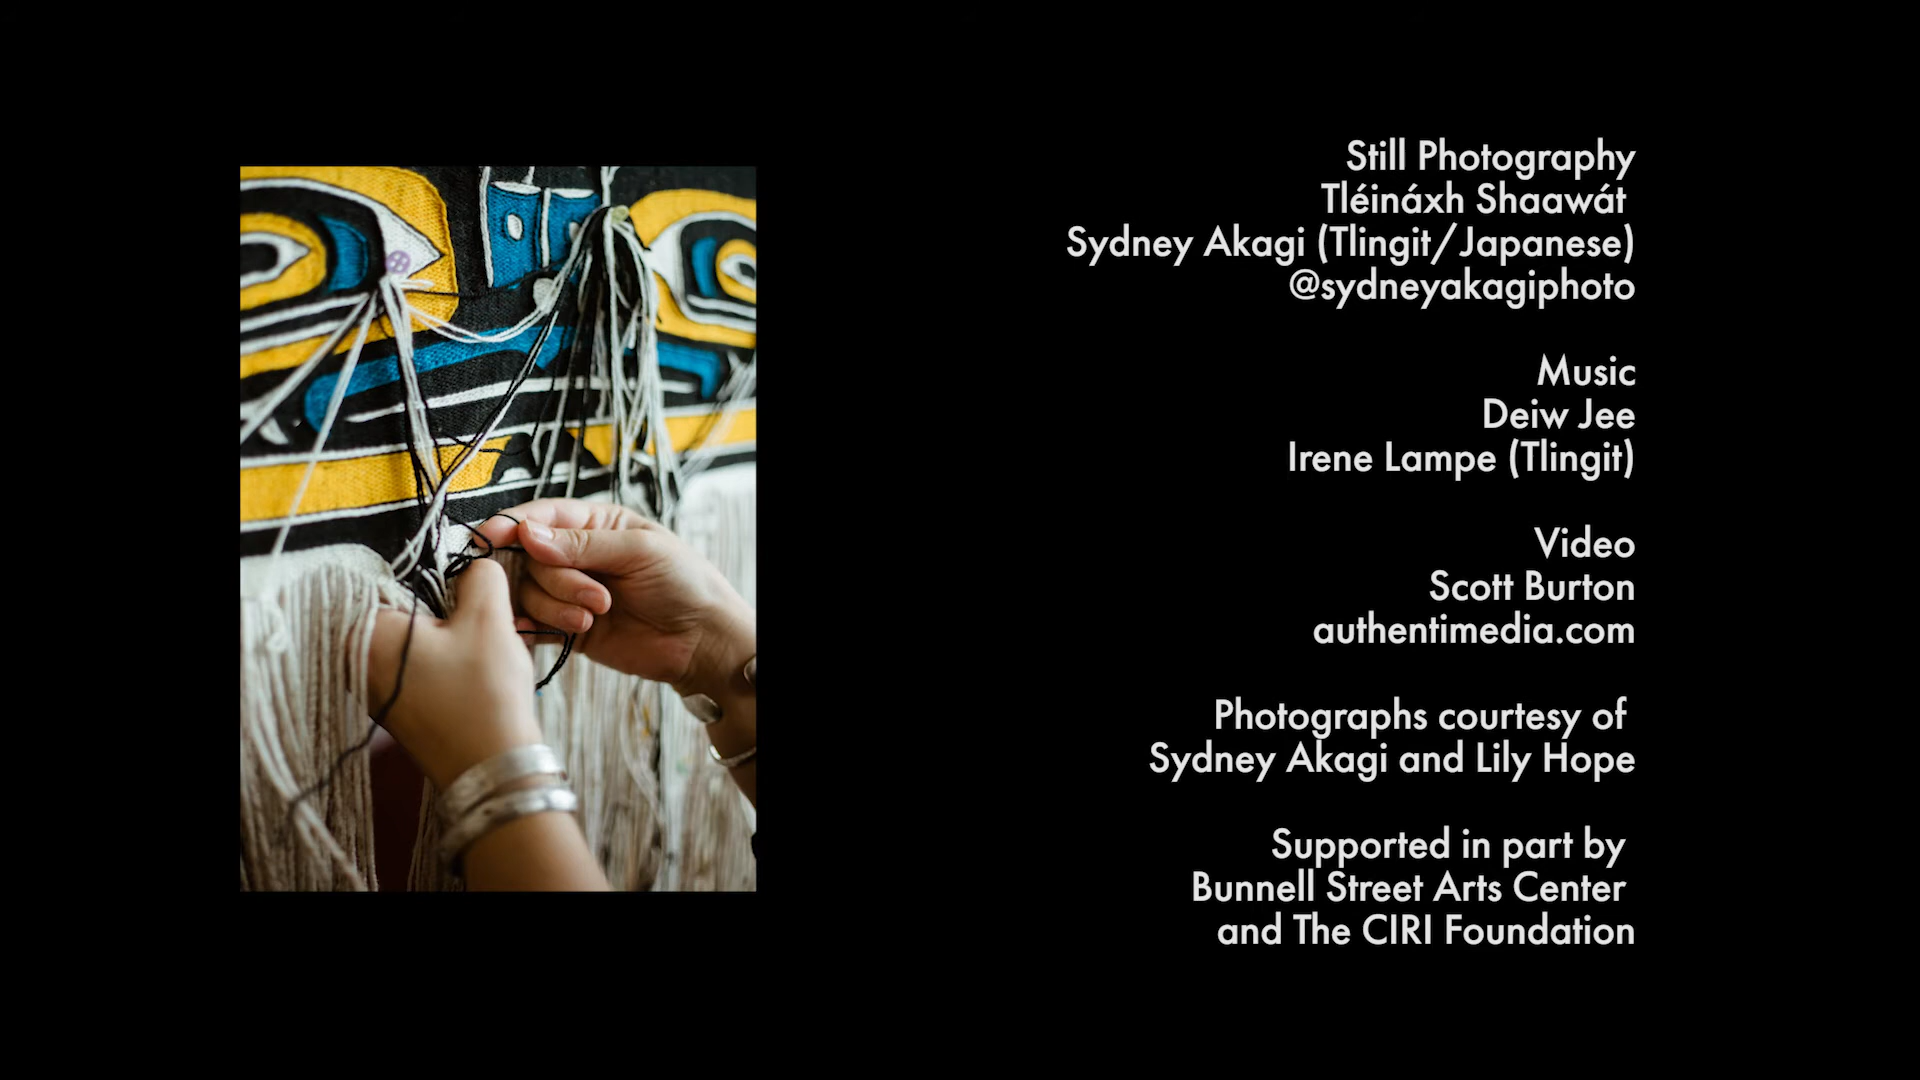 Still Photography
Tléináxh Shaawát
Sydney Akagi (Tlingit/Japanese)
@sydneyakagiphoto
Music
Deiw Jee
Irene Lampe (Tlingit)
Video
Scott Burton
authentimedia.com
Photographs courtesy of
Sydney Akagi and Lily Hope
Supported in part by
Bunnell Street Arts Center
and The CIRI Foundation